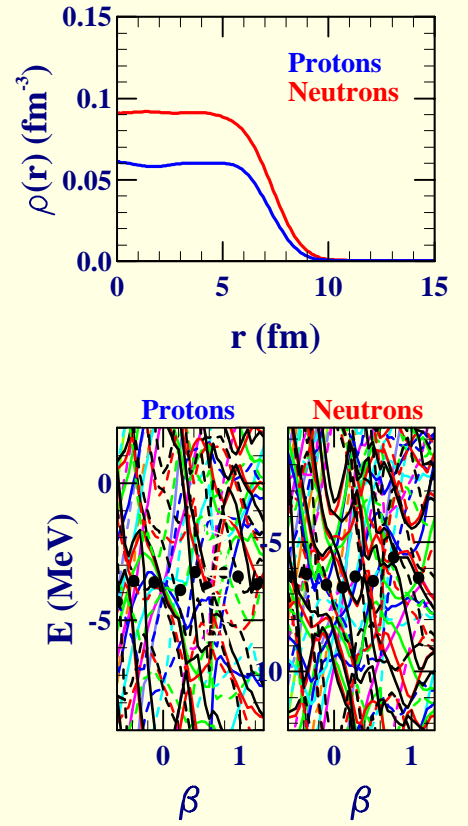 0.15
0.1
0.05
0.0
ρ(r) (fm⁻³)
Protons
Neutrons
0 5 10 15
r (fm)
Protons Neutrons
E (MeV)
0
-5
-5
-10
0 1 0 1
β β